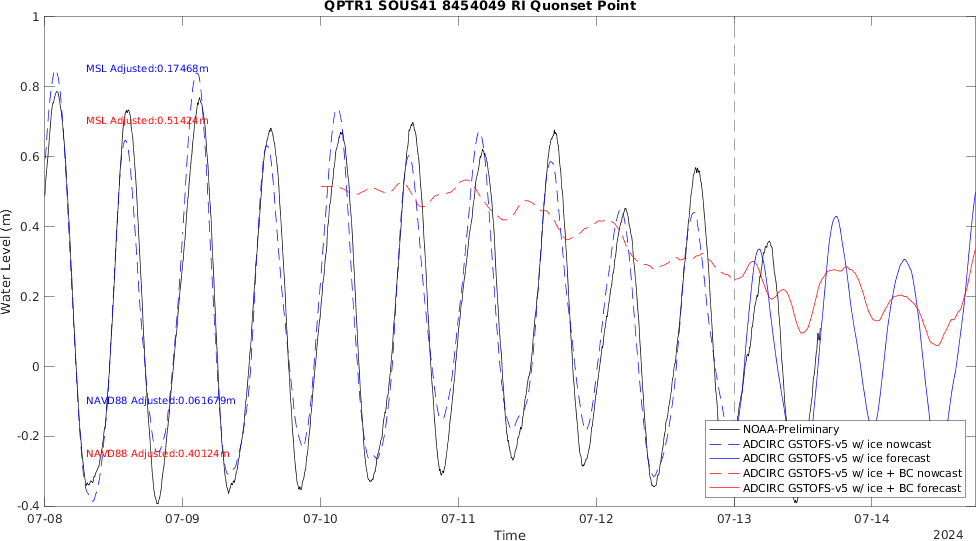 QPTR1 SOUS41 8454049 RI Quonset Point
1
0.8
0.6
0.4
0.2
0
-0.2
-0.4
Water Level (m)
MSL Adjusted:0.17468m
MSL Adjusted:0.51424m
NAVD88 Adjusted:0.061679m
NAVD88 Adjusted:0.40124m
NOAA-Preliminary
ADCIRC GSTOFS-v5 w/ ice nowcast
ADCIRC GSTOFS-v5 w/ ice forecast
ADCIRC GSTOFS-v5 w/ ice + BC nowcast
ADCIRC GSTOFS-v5 w/ ice + BC forecast
07-08 07-09 07-10 07-11 07-12 07-13 07-14
Time
2024